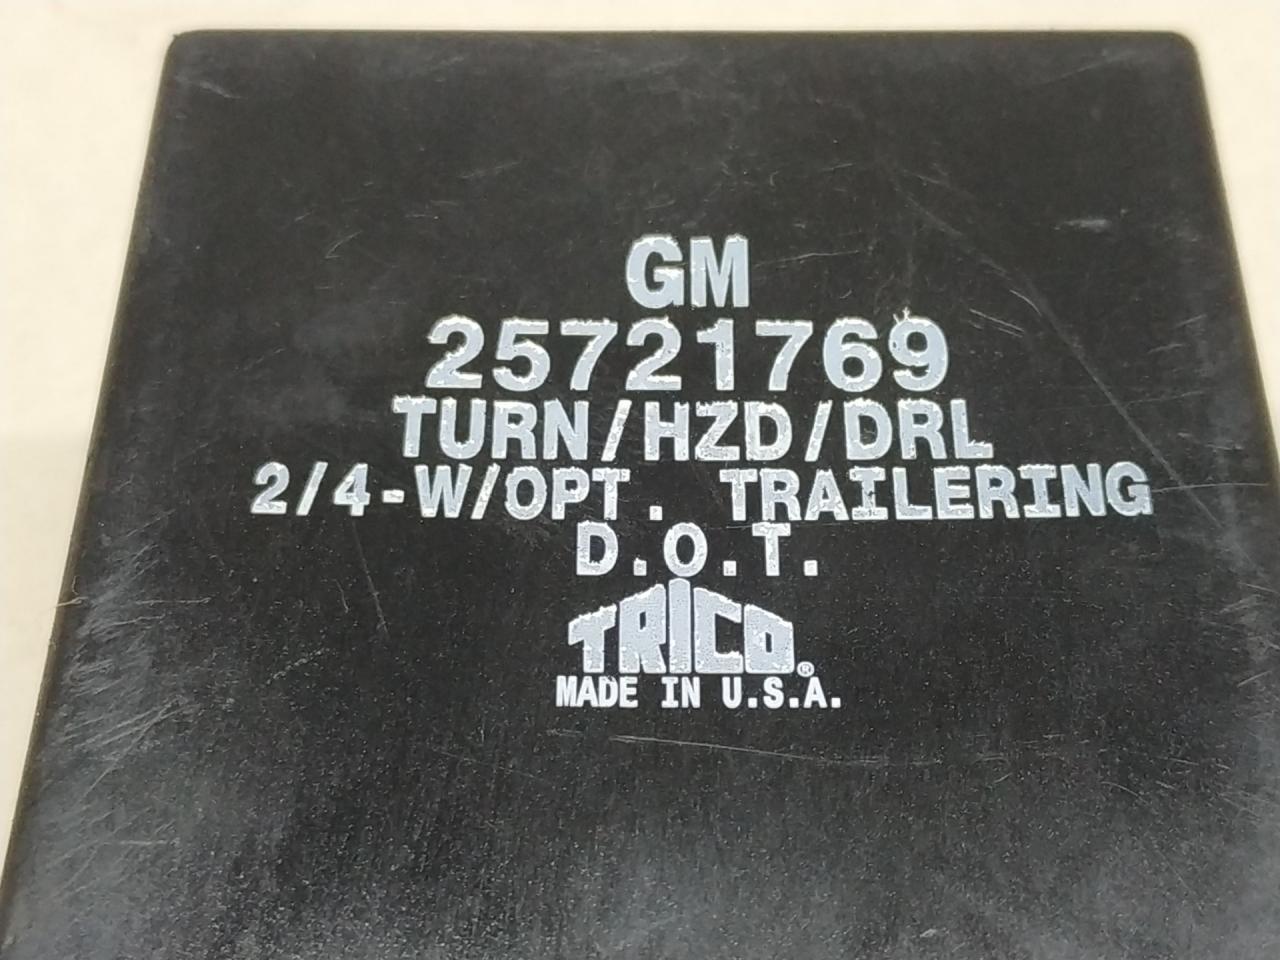 GM
25721769
TURN/HZD/DRL
2/4-W/OPT. TRAILERING
D.O.T.
TRICO®
MADE IN U.S.A.